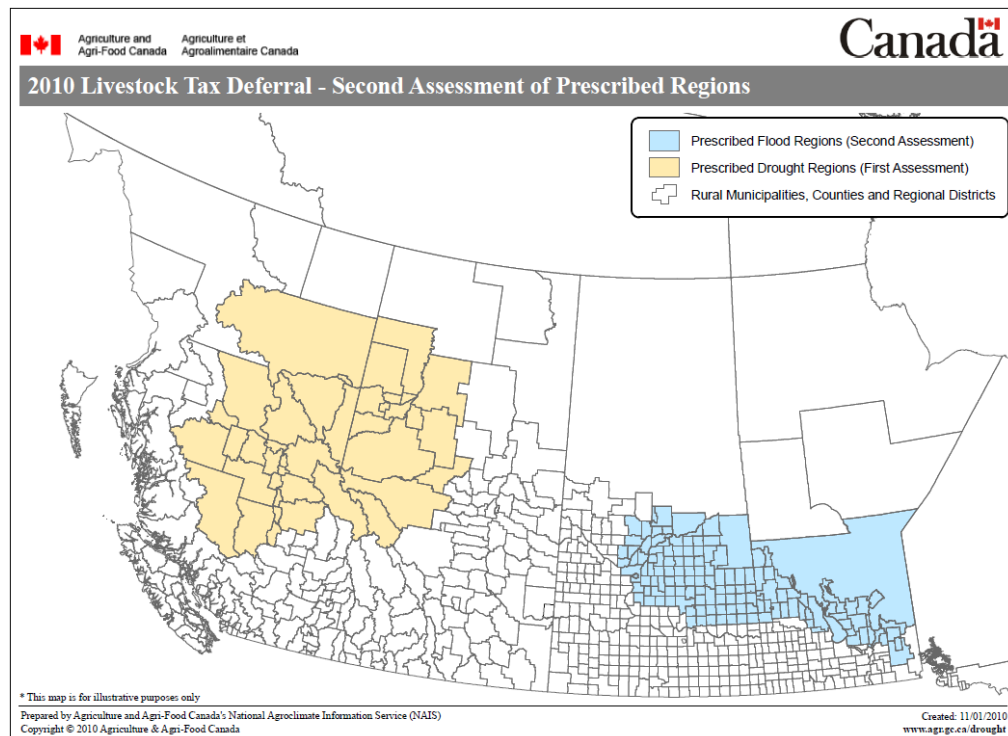 Agriculture and Agriculture et
Agri-Food Canada Agroalimentaire Canada
Canada
2010 Livestock Tax Deferral - Second Assessment of Prescribed Regions
Prescribed Flood Regions (Second Assessment)
Prescribed Drought Regions (First Assessment)
Rural Municipalities, Counties and Regional Districts
* This map is for illustrative purposes only
Prepared by Agriculture and Agri-Food Canada's National Agroclimate Information Service (NAIS) Created: 11/01/2010
Copyright © 2010 Agriculture & Agri-Food Canada www.agr.gc.ca/drought